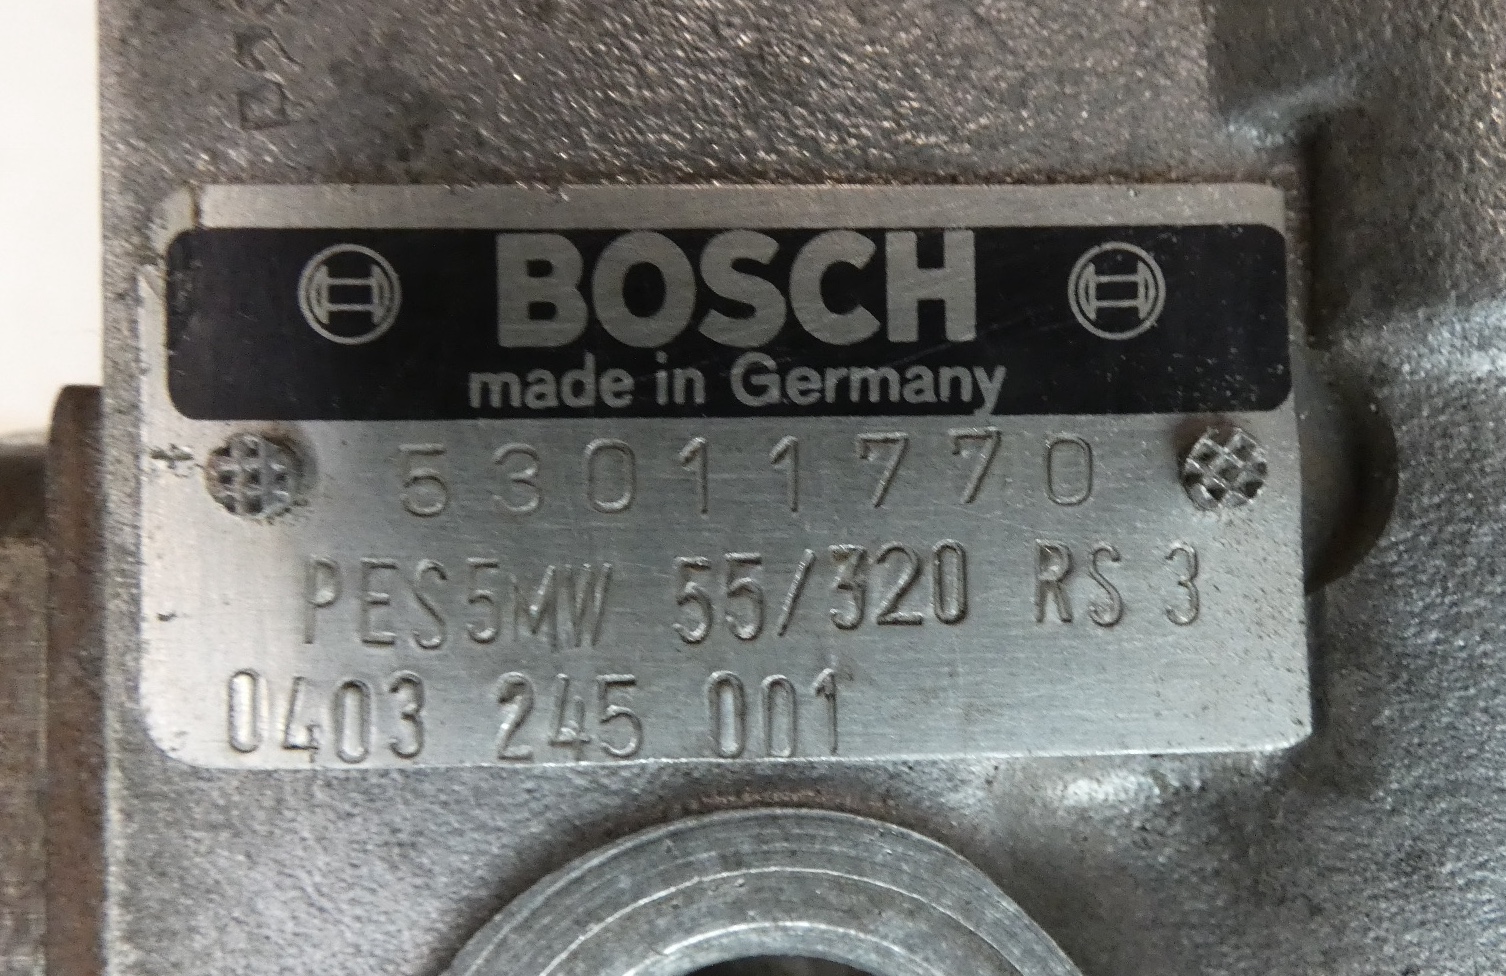 BOSCH
made in Germany
53011770
PES5MW 55/320 RS 3
0403 245 001